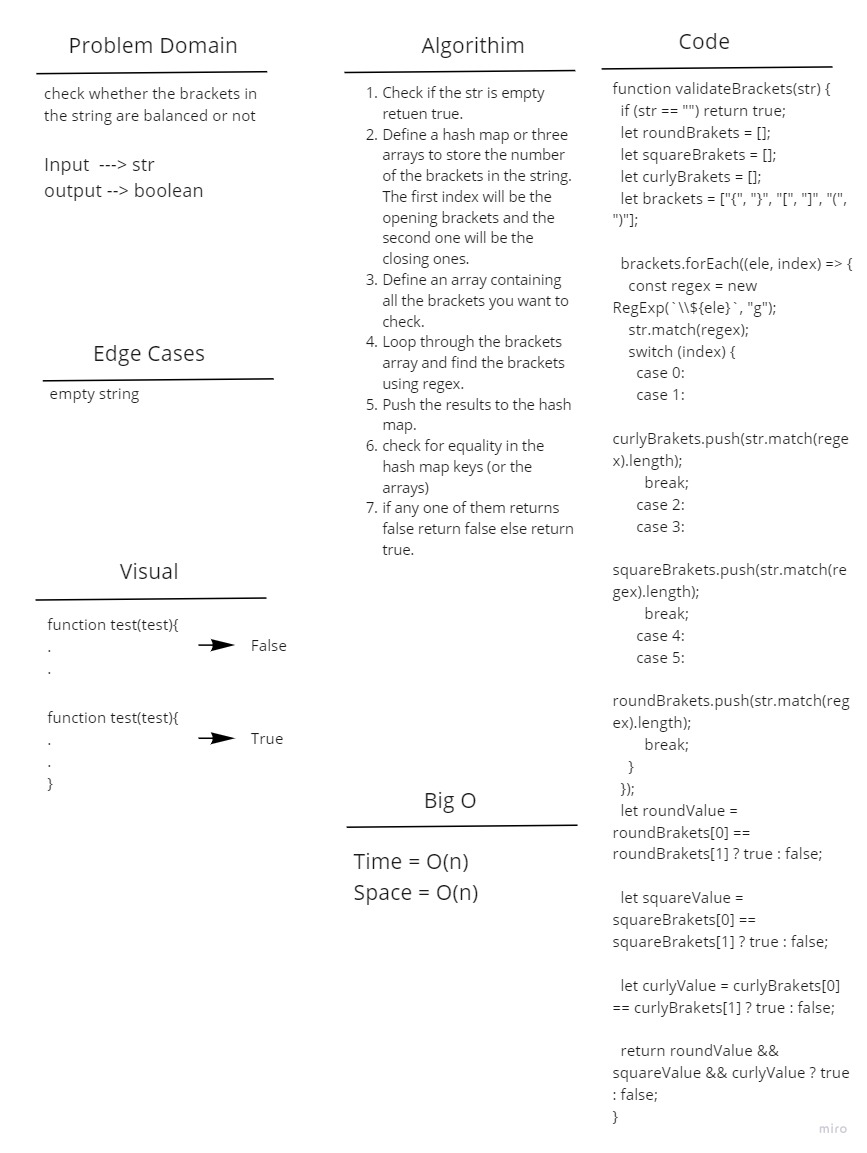 Problem Domain
check whether the brackets in
the string are balanced or not
Input ---> str
output --> boolean
Edge Cases
empty string
Visual
function test(test){
.
.
False
function test(test){
.
.
}
True
Algorithim
1. Check if the str is empty
retuen true.
2. Define a hash map or three
arrays to store the number
of the brackets in the string.
The first index will be the
opening brackets and the
second one will be the
closing ones.
3. Define an array containing
all the brackets you want to
check.
4. Loop through the brackets
array and find the brackets
using regex.
5. Push the results to the hash
map.
6. check for equality in the
hash map keys (or the
arrays)
7. if any one of them returns
false return false else return
true.
Big O
Time = O(n)
Space = O(n)
Code
function validateBrackets(str) {
if (str == "") return true;
let roundBrakets = [];
let squareBrakets = [];
let curlyBrakets = [];
let brackets = ["{", "}", "[", "]", "(",
")"];
brackets.forEach((ele, index) => {
const regex = new
RegExp(`\\${ele}`, "g");
str.match(regex);
switch (index) {
case 0:
case 1:
curlyBrakets.push(str.match(rege
x).length);
break;
case 2:
case 3:
squareBrakets.push(str.match(re
gex).length);
break;
case 4:
case 5:
roundBrakets.push(str.match(reg
ex).length);
break;
}
});
let roundValue =
roundBrakets[0] ==
roundBrakets[1] ? true : false;
let squareValue =
squareBrakets[0] ==
squareBrakets[1] ? true : false;
let curlyValue = curlyBrakets[0]
== curlyBrakets[1] ? true : false;
return roundValue &&
squareValue && curlyValue ? true
: false;
}
miro